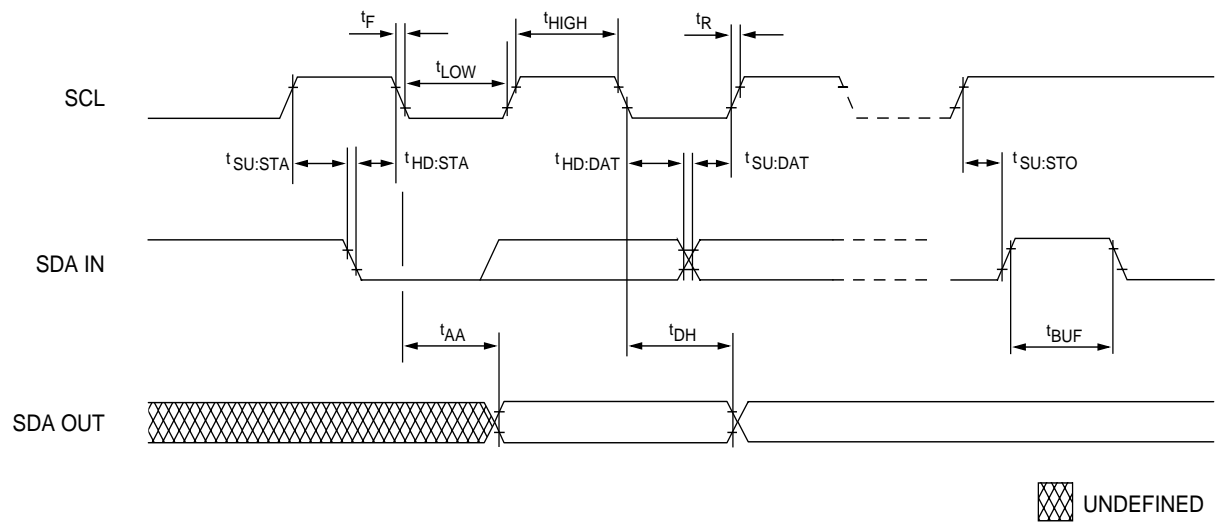 tF
tHIGH
tR
tLOW
SCL
tSU:STA
tHD:STA
tHD:DAT
tSU:DAT
tSU:STO
SDA IN
tAA
tDH
tBUF
SDA OUT
UNDEFINED